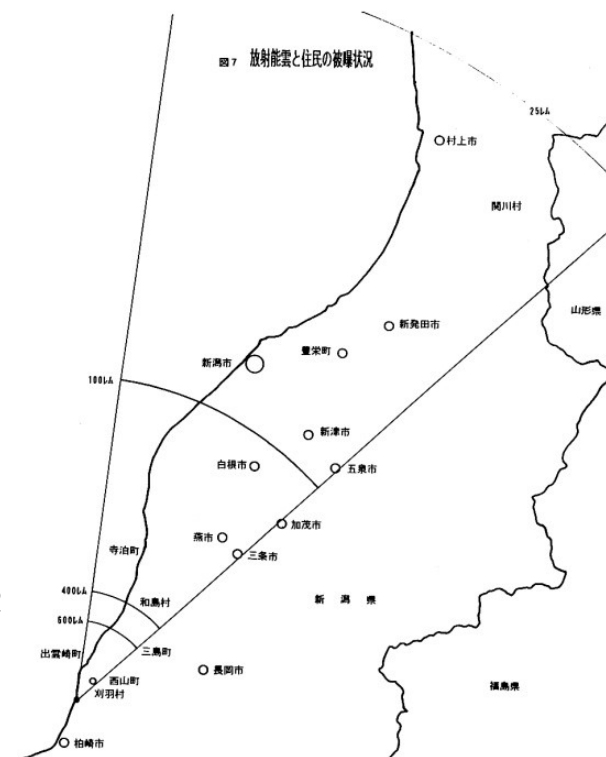 図7 放射能雲と住民の被曝状況
25レム
村上市
関川村
山形県
新発田市
豊栄町
新潟市
100レム
新津市
白根市
五泉市
加茂市
燕市
三条市
寺泊町
400レム
和島村
新潟県
600レム
出雲崎町
三島町
長岡市
西山町
刈羽村
福島県
柏崎市